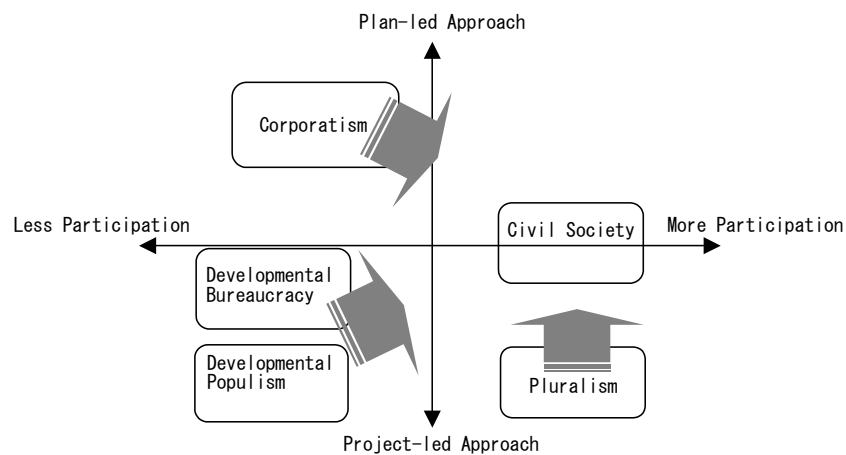 Plan-led Approach
Corporatism
Less Participation
Civil Society
More Participation
Developmental
Bureaucracy
Developmental
Populism
Pluralism
Project-led Approach